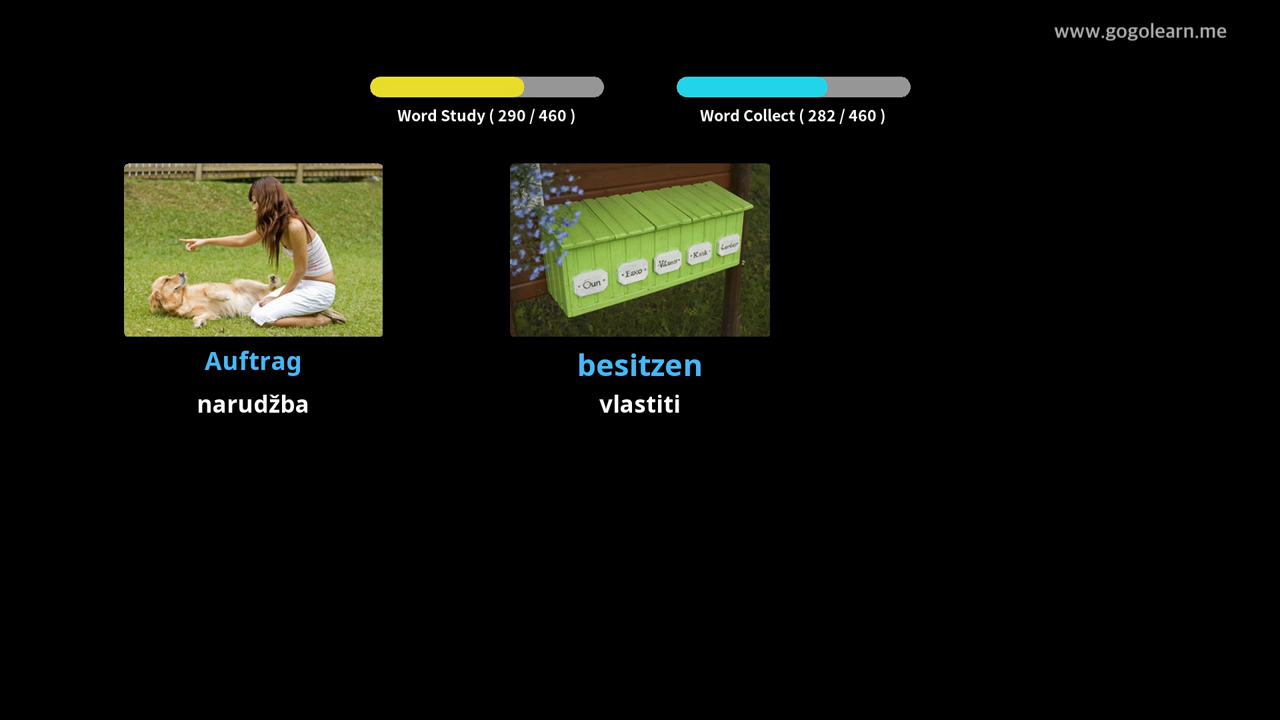 www.gogolearn.me
Word Study ( 290 / 460 )
Word Collect ( 282 / 460 )
Auftrag
narudžba
besitzen
vlastiti